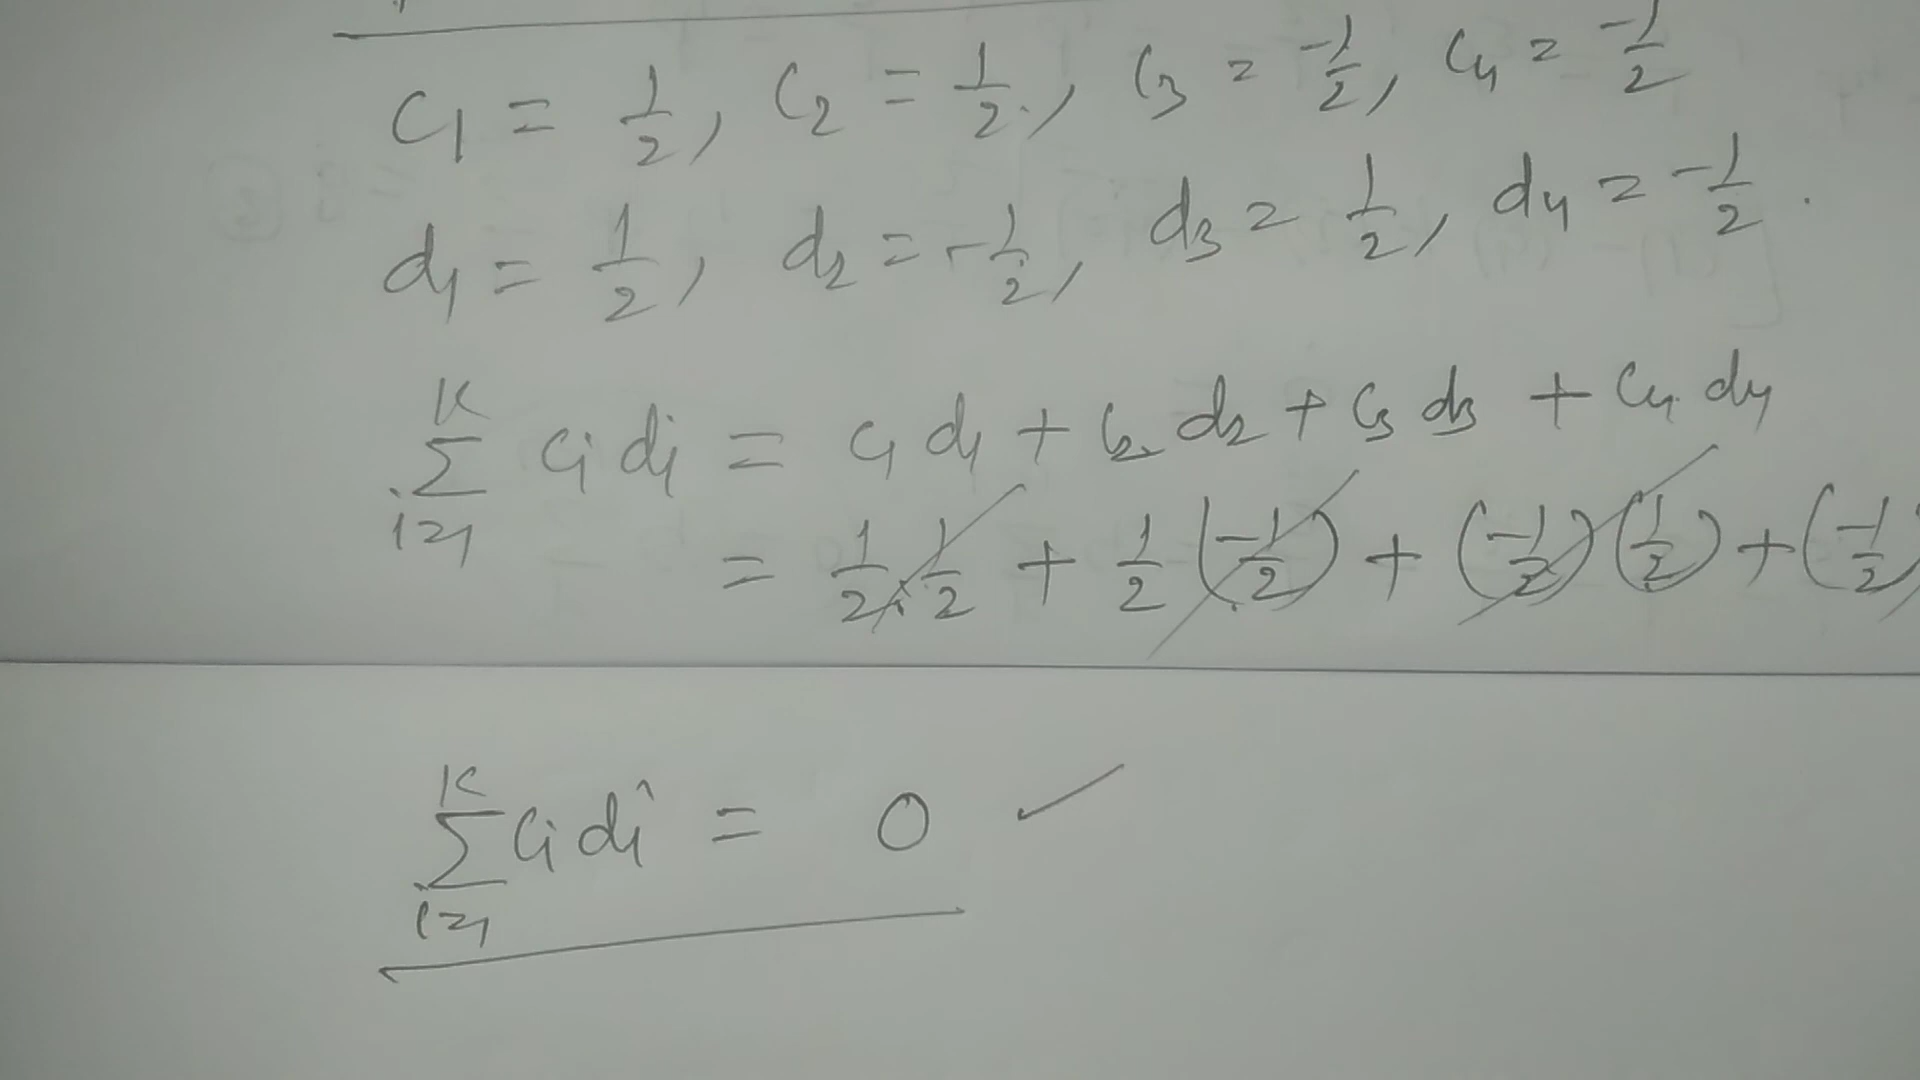 C1 = 1/2, C2 = 1/2, C3 = -1/2, C4 = -1/2
d1 = 1/2, d2 = -1/2, d3 = 1/2, d4 = -1/2.
K
Σ Ci di = C1 d1 + C2 d2 + C3 d3 + C4 d4
i=1
= 1/2 . 1/2 + 1/2 (-1/2) + (-1/2)(1/2) + (-1/2)
K
Σ Ci di = 0 ✓
i=1